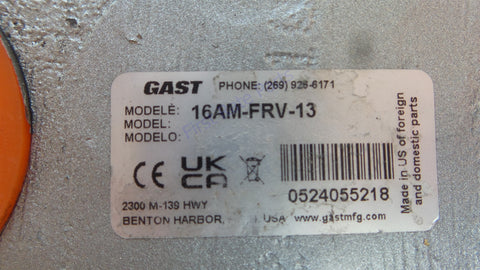 GAST PHONE: (269) 926-6171
MODELÈ: 16AM-FRV-13
MODEL:
MODELO:
CE UK CA
0524055218
2300 M-139 HWY
BENTON HARBOR, USA www.gastmfg.com
Made in US of foreign
and domestic parts